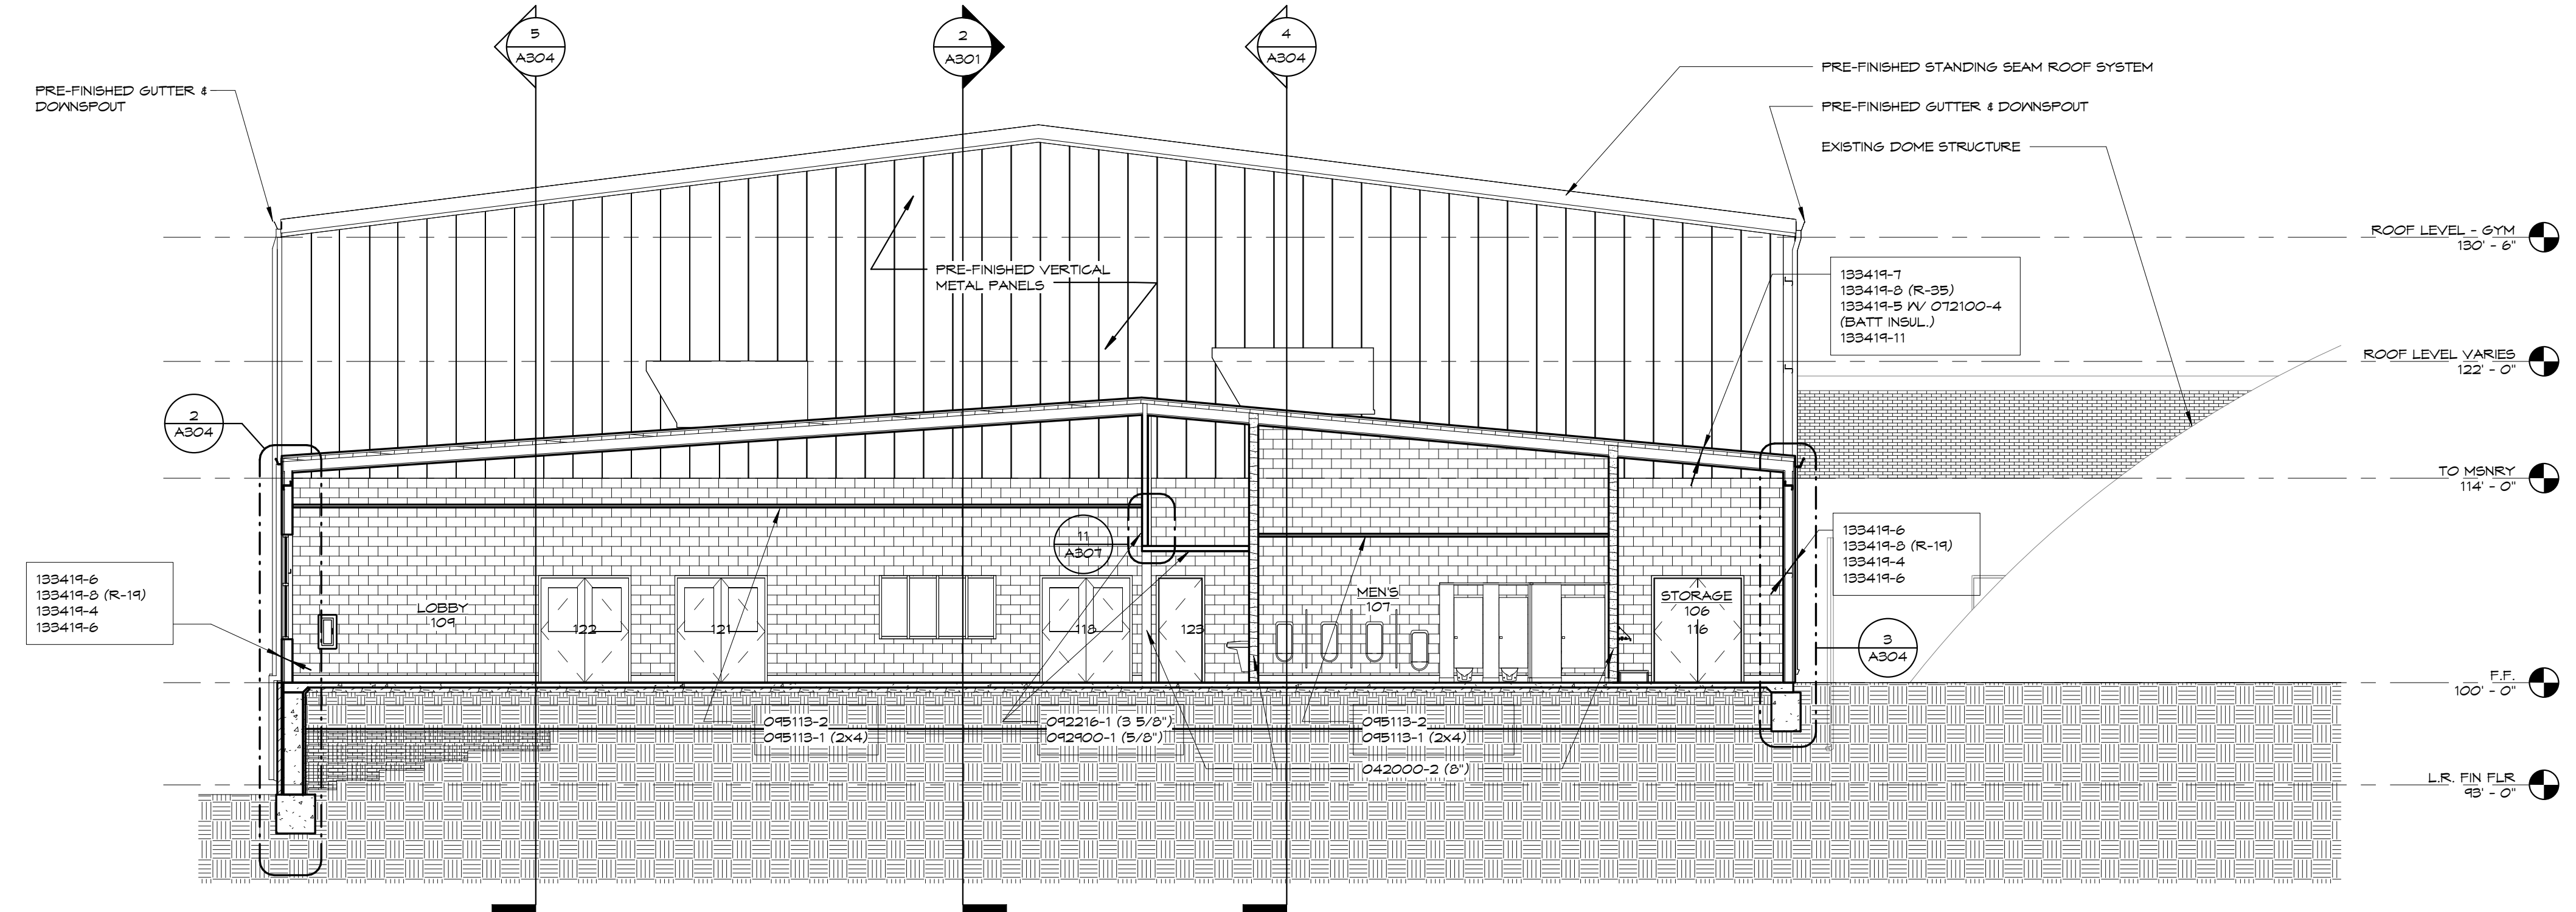 5
A304
2
A301
4
A304
PRE-FINISHED GUTTER &
DOWNSPOUT
PRE-FINISHED STANDING SEAM ROOF SYSTEM
PRE-FINISHED GUTTER & DOWNSPOUT
EXISTING DOME STRUCTURE
ROOF LEVEL - GYM
130' - 6"
PRE-FINISHED VERTICAL
METAL PANELS
133419-7
133419-8 (R-35)
133419-5 W/ 072100-4
(BATT INSUL.)
133419-11
ROOF LEVEL VARIES
122' - 0"
2
A304
TO MSNRY
114' - 0"
11
A307
133419-6
133419-8 (R-19)
133419-4
133419-6
133419-6
133419-8 (R-19)
133419-4
133419-6
LOBBY
109
122
121
118
123
MEN'S
107
STORAGE
106
116
3
A304
F.F.
100' - 0"
095113-2
095113-1 (2x4)
092216-1 (3 5/8")
092900-1 (5/8")
095113-2
095113-1 (2x4)
042000-2 (8")
L.R. FIN FLR
93' - 0"